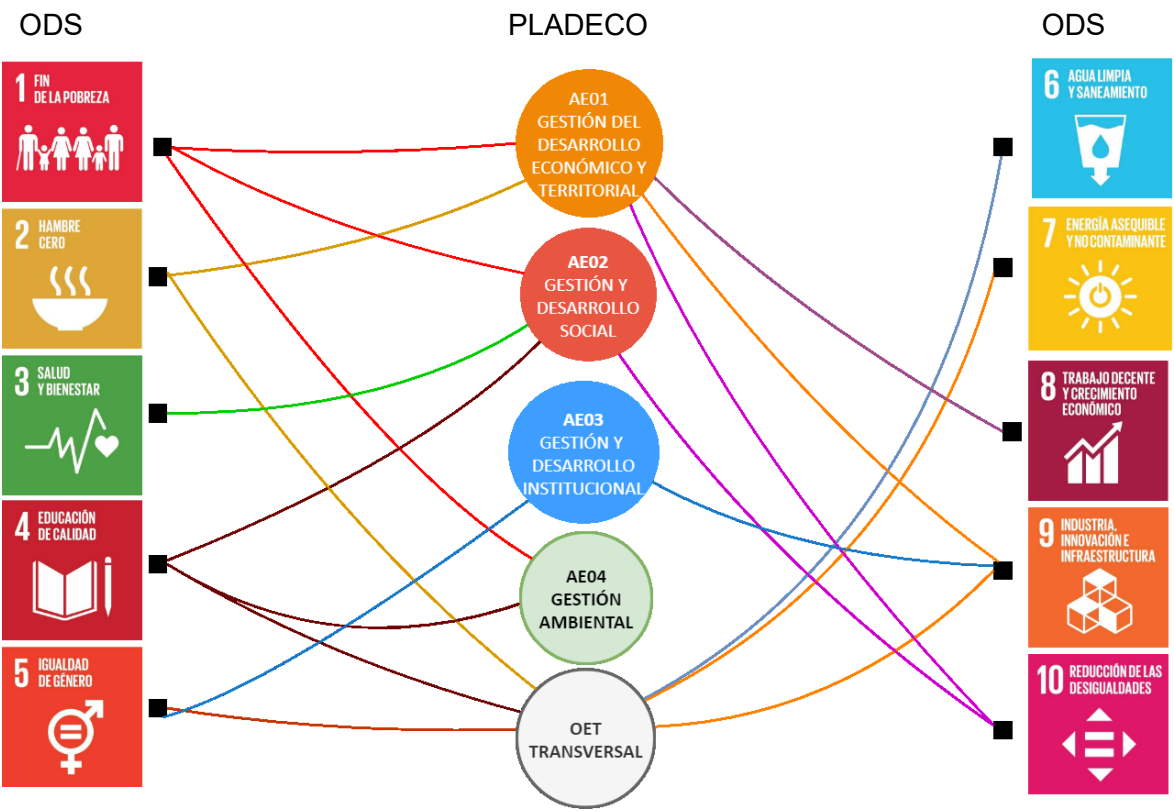 ODS
PLADECO
ODS
1 FIN
DE LA POBREZA
2 HAMBRE
CERO
3 SALUD
Y BIENESTAR
4 EDUCACIÓN
DE CALIDAD
5 IGUALDAD
DE GÉNERO
AE01
GESTIÓN DEL
DESARROLLO
ECONÓMICO Y
TERRITORIAL
AE02
GESTIÓN Y
DESARROLLO
SOCIAL
AE03
GESTIÓN Y
DESARROLLO
INSTITUCIONAL
AE04
GESTIÓN
AMBIENTAL
OET
TRANSVERSAL
6 AGUA LIMPIA
Y SANEAMIENTO
7 ENERGÍA ASEQUIBLE
Y NO CONTAMINANTE
8 TRABAJO DECENTE
Y CRECIMIENTO
ECONÓMICO
9 INDUSTRIA,
INNOVACIÓN E
INFRAESTRUCTURA
10 REDUCCIÓN DE LAS
DESIGUALDADES